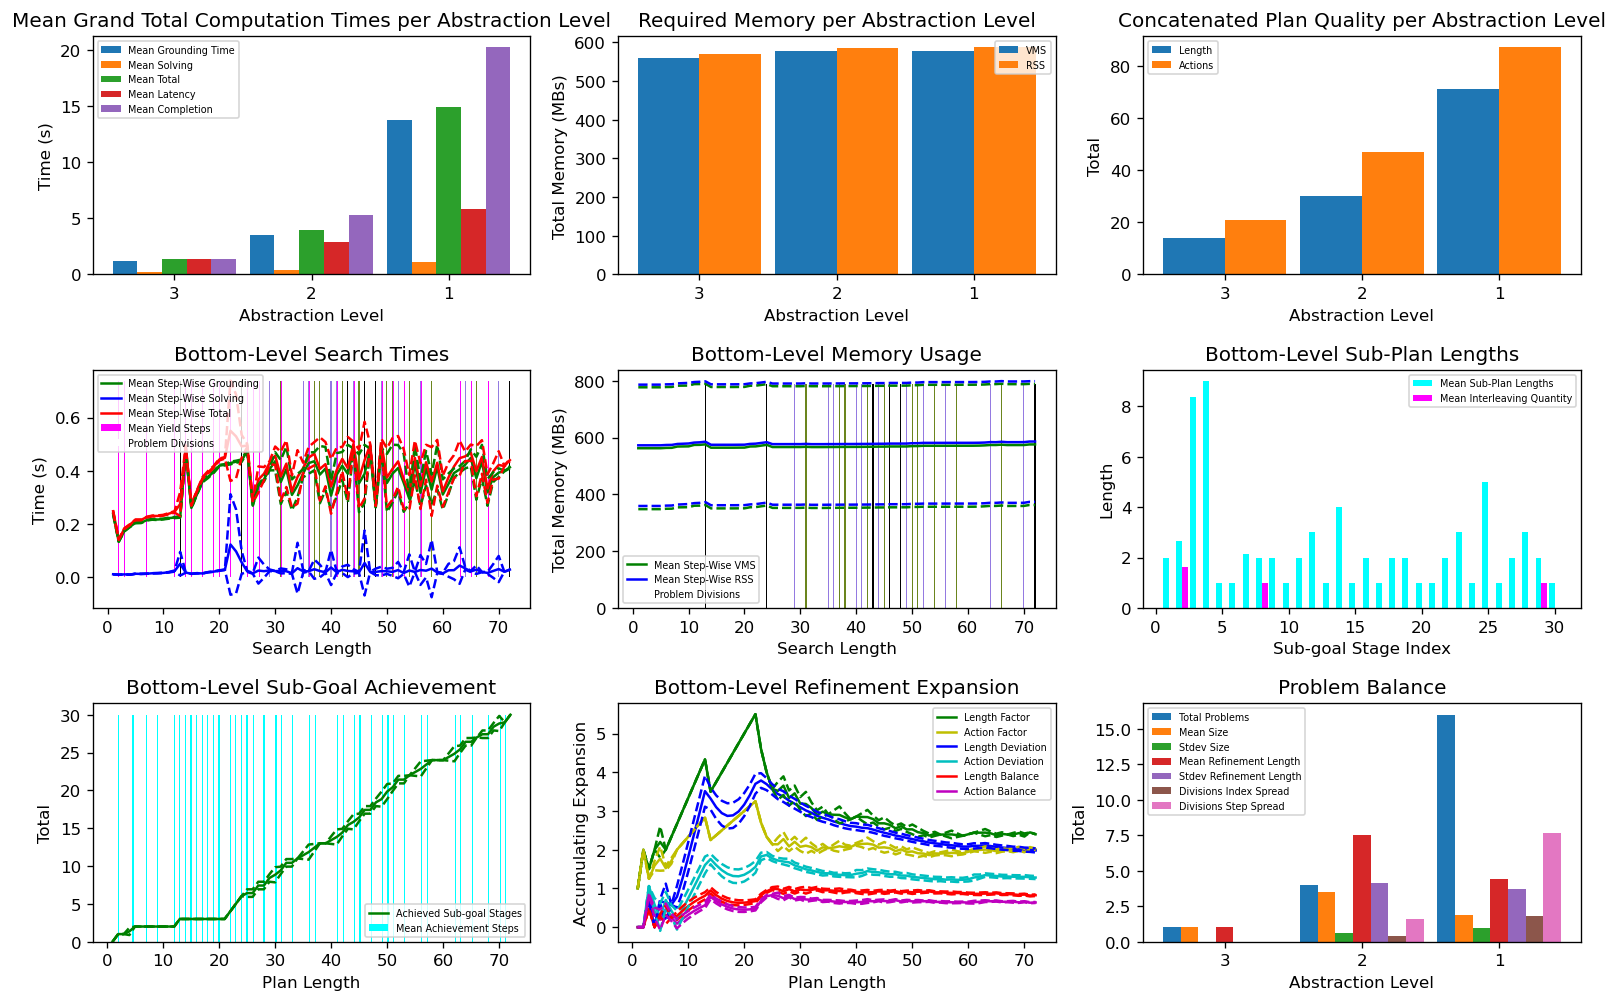 Mean Grand Total Computation Times per Abstraction Level
Time (s)
20
15
10
5
0
Mean Grounding Time
Mean Solving
Mean Total
Mean Latency
Mean Completion
3 2 1
Abstraction Level
Required Memory per Abstraction Level
Total Memory (MBs)
600
500
400
300
200
100
0
VMS
RSS
3 2 1
Abstraction Level
Concatenated Plan Quality per Abstraction Level
Total
80
60
40
20
0
Length
Actions
3 2 1
Abstraction Level
Bottom-Level Search Times
Time (s)
0.6
0.4
0.2
0.0
Mean Step-Wise Grounding
Mean Step-Wise Solving
Mean Step-Wise Total
Mean Yield Steps
Problem Divisions
0 10 20 30 40 50 60 70
Search Length
Bottom-Level Memory Usage
Total Memory (MBs)
800
600
400
200
0
Mean Step-Wise VMS
Mean Step-Wise RSS
Problem Divisions
0 10 20 30 40 50 60 70
Search Length
Bottom-Level Sub-Plan Lengths
Length
8
6
4
2
0
Mean Sub-Plan Lengths
Mean Interleaving Quantity
0 5 10 15 20 25 30
Sub-goal Stage Index
Bottom-Level Sub-Goal Achievement
Total
30
25
20
15
10
5
0
Achieved Sub-goal Stages
Mean Achievement Steps
0 10 20 30 40 50 60 70
Plan Length
Bottom-Level Refinement Expansion
Accumulating Expansion
5
4
3
2
1
0
Length Factor
Action Factor
Length Deviation
Action Deviation
Length Balance
Action Balance
0 10 20 30 40 50 60 70
Plan Length
Problem Balance
Total
15.0
12.5
10.0
7.5
5.0
2.5
0.0
Total Problems
Mean Size
Stdev Size
Mean Refinement Length
Stdev Refinement Length
Divisions Index Spread
Divisions Step Spread
3 2 1
Abstraction Level